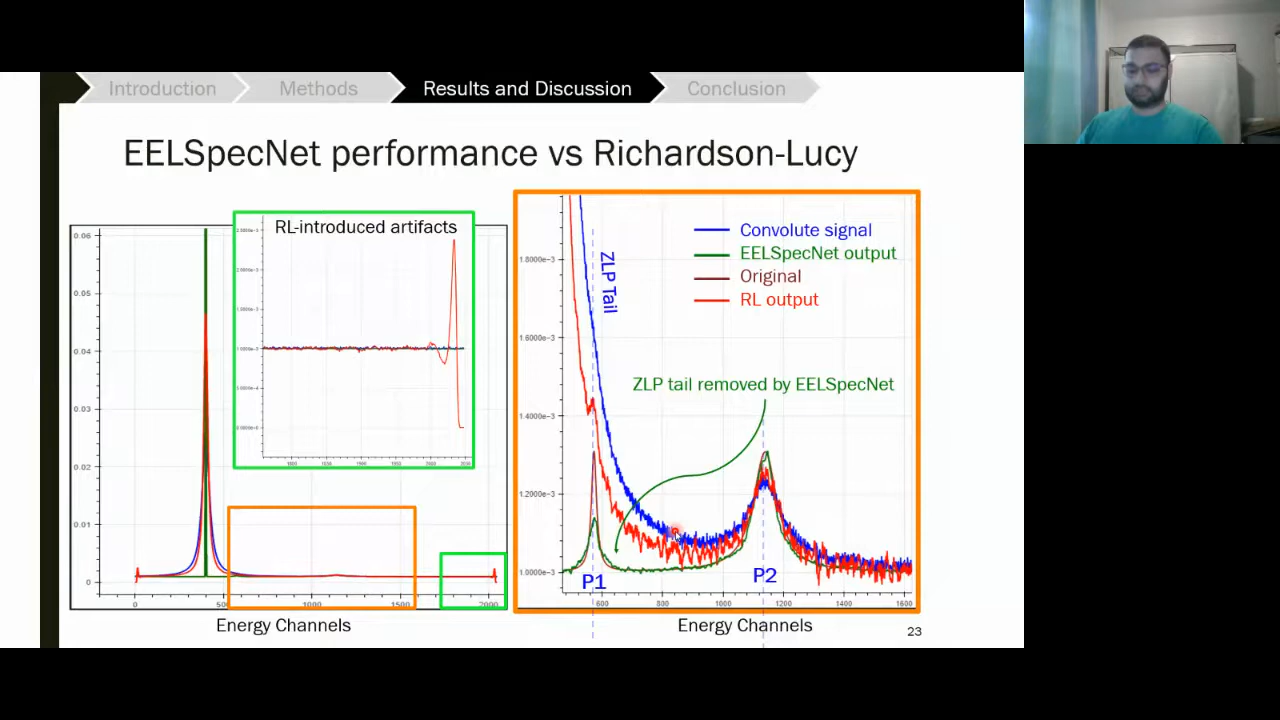 Introduction
Methods
Results and Discussion
Conclusion
EELSpecNet performance vs Richardson-Lucy
RL-introduced artifacts
0.06
0.05
0.04
0.03
0.02
0.01
0
0
1000
1500
2000
Energy Channels
ZLP Tail
Convolute signal
EELSpecNet output
Original
RL output
ZLP tail removed by EELSpecNet
1.8000e-3
1.6000e-3
1.4000e-3
1.2000e-3
1.0000e-3
P1
P2
600
800
1000
1200
1400
1600
Energy Channels
23